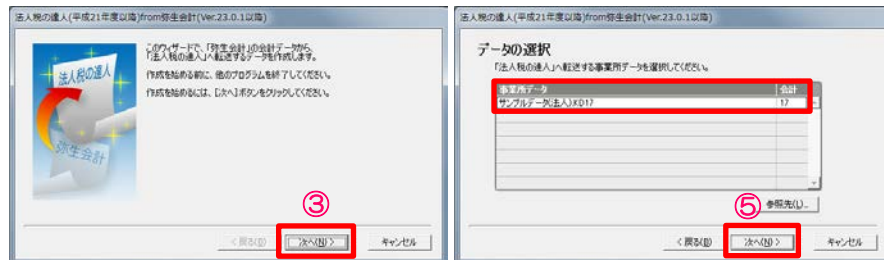 法人税の達人(平成21年度以降)from弥生会計(Ver.23.0.1以降)
法人税の達人
弥生会計
このウィザードで、「弥生会計」の会計データから、
「法人税の達人」へ転送するデータを作成します。
作成を始める前に、他のプログラムを終了してください。
作成を始めるには、[次へ]ボタンをクリックしてください。
③
< 戻る(B)
次へ(N) >
キャンセル
法人税の達人(平成21年度以降)from弥生会計(Ver.23.0.1以降)
データの選択
「法人税の達人」へ転送する事業所データを選択してください。
事業所データ 会計
サンプルデータ(法人).KD17 17
参照先(L)...
⑤
< 戻る(B)
次へ(N) >
キャンセル